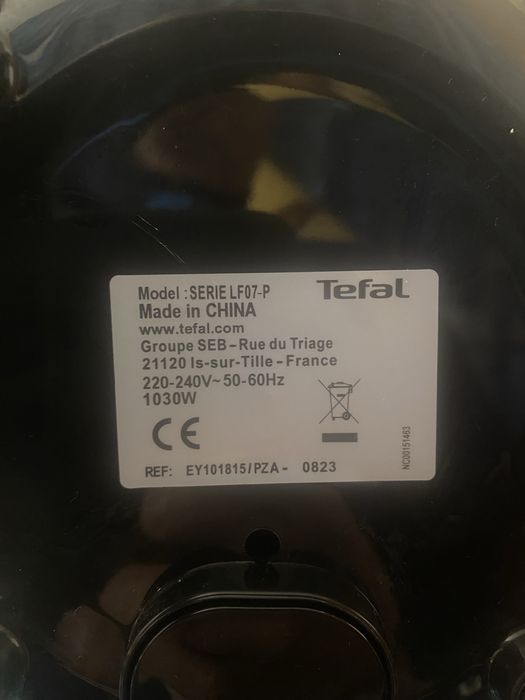 Model : SERIE LF07-P
Tefal
Made in CHINA
www.tefal.com
Groupe SEB – Rue du Triage
21120 Is-sur-Tille – France
220-240V~ 50-60Hz
1030W
CE
REF: EY101815/PZA - 0823
NC00151463